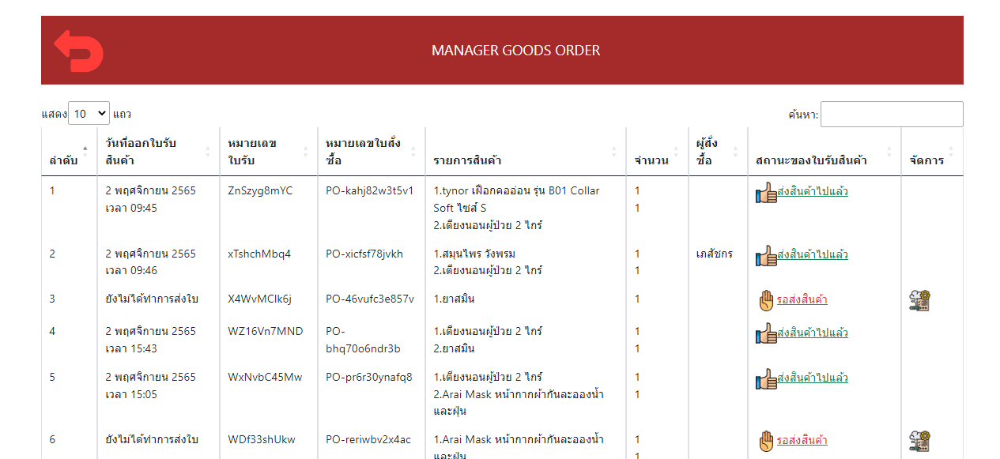 MANAGER GOODS ORDER
แสดง 10 แถว
ค้นหา:
ลำดับ วันที่ออกใบรับสินค้า หมายเลขใบรับ หมายเลขใบสั่งซื้อ รายการสินค้า จำนวน ผู้สั่งซื้อ สถานะของใบรับสินค้า จัดการ
1 2 พฤศจิกายน 2565 ZnSzyg8mYC PO-kahj82w3t5v1 1.tynor เฝือกคออ่อน รุ่น B01 Collar 1 ส่งสินค้าไปแล้ว
เวลา 09:45 Soft ไซส์ S 1
2.เตียงนอนผู้ป่วย 2 ไกร์
2 2 พฤศจิกายน 2565 xTshchMbq4 PO-xicfsf78jvkh 1.สมุนไพร วังพรม 1 เภสัชกร ส่งสินค้าไปแล้ว
เวลา 09:46 2.เตียงนอนผู้ป่วย 2 ไกร์ 1
3 ยังไม่ได้ทำการส่งใบ X4WvMClk6j PO-46vufc3e857v 1.ยาสมิน 1 รอส่งสินค้า
4 2 พฤศจิกายน 2565 WZ16Vn7MND PO- 1.เตียงนอนผู้ป่วย 2 ไกร์ 1 ส่งสินค้าไปแล้ว
เวลา 15:43 bhq70o6ndr3b 2.ยาสมิน 1
5 2 พฤศจิกายน 2565 WxNvbC45Mw PO-pr6r30ynafq8 1.เตียงนอนผู้ป่วย 2 ไกร์ 1 ส่งสินค้าไปแล้ว
เวลา 15:05 2.Arai Mask หน้ากากผ้ากันละอองน้ำ 1
และฝุ่น
6 ยังไม่ได้ทำการส่งใบ WDf33shUkw PO-reriwbv2x4ac 1.Arai Mask หน้ากากผ้ากันละอองน้ำ 1 รอส่งสินค้า
และฝุ่น 1